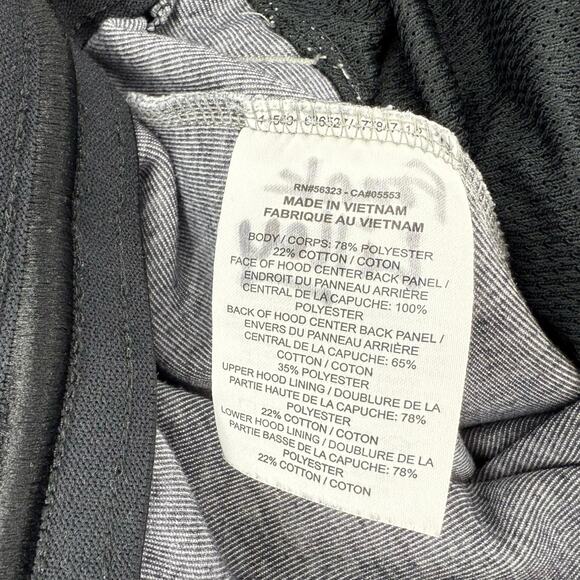 RN#56323 - CA#05553
MADE IN VIETNAM
FABRIQUE AU VIETNAM
BODY / CORPS: 78% POLYESTER
22% COTTON / COTON
FACE OF HOOD CENTER BACK PANEL /
ENDROIT DU PANNEAU ARRIÈRE
CENTRAL DE LA CAPUCHE: 100%
POLYESTER
BACK OF HOOD CENTER BACK PANEL /
ENVERS DU PANNEAU ARRIÈRE
CENTRAL DE LA CAPUCHE: 65%
COTTON / COTON
35% POLYESTER
UPPER HOOD LINING / DOUBLURE DE LA
PARTIE HAUTE DE LA CAPUCHE: 78%
POLYESTER
22% COTTON / COTON
LOWER HOOD LINING / DOUBLURE DE LA
PARTIE BASSE DE LA CAPUCHE: 78%
POLYESTER
22% COTTON / COTON